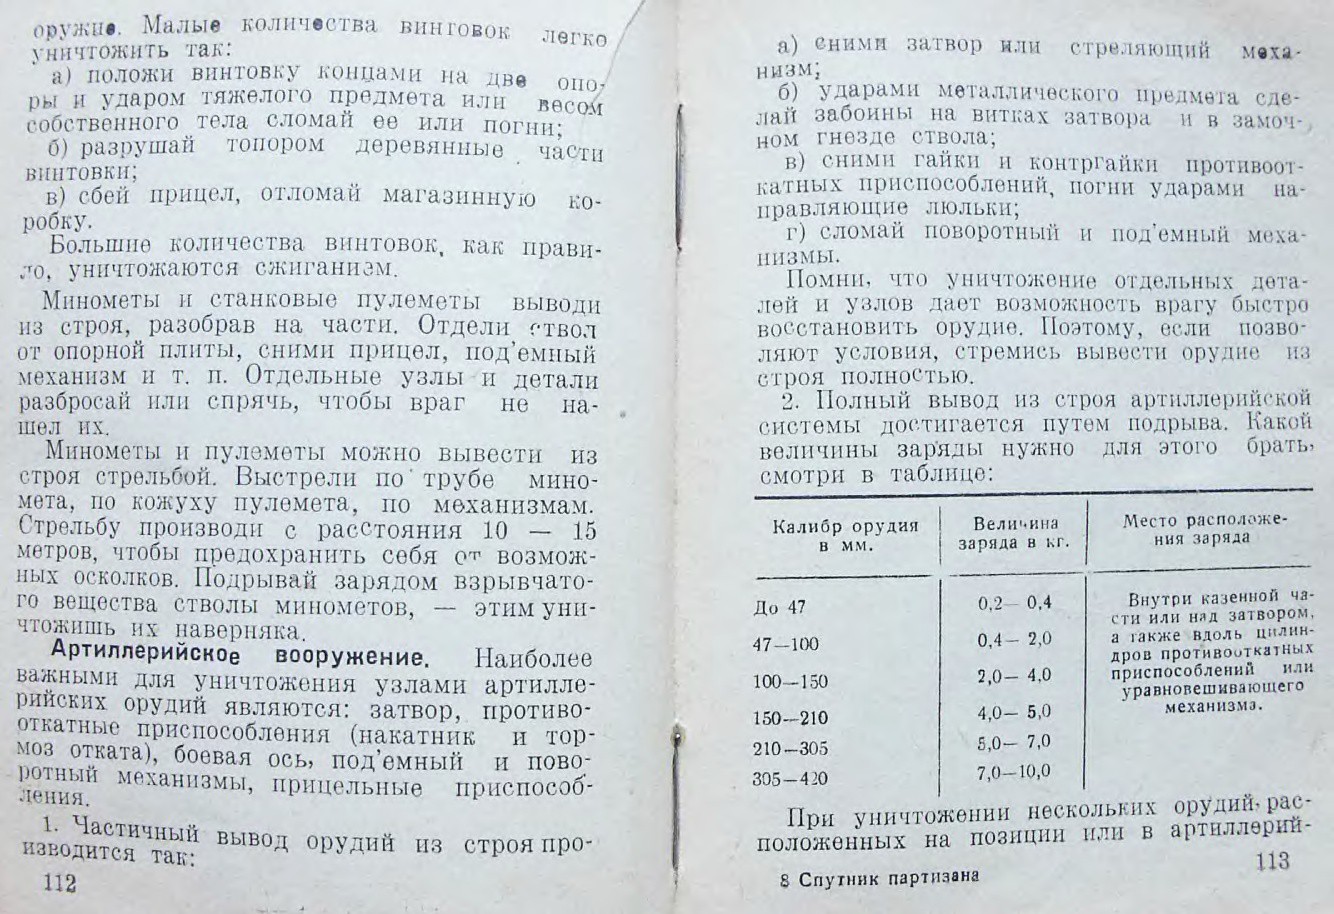 оружие. Малые количества винтовок легко
уничтожить так:
а) положи винтовку концами на две опо-
ры и ударом тяжелого предмета или весом
собственного тела сломай ее или погни;
б) разрушай топором деревянные части
винтовки;
в) сбей прицел, отломай магазинную ко-
робку.
Большие количества винтовок, как прави-
ло, уничтожаются сжиганием.
Минометы и станковые пулеметы выводи
из строя, разобрав на части. Отдели ствол
от опорной плиты, сними прицел, под’емный
механизм и т. п. Отдельные узлы и детали
разбросай или спрячь, чтобы враг не на-
шел их.
Минометы и пулеметы можно вывести из
строя стрельбой. Выстрели по трубе мино-
мета, по кожуху пулемета, по механизмам.
Стрельбу производи с расстояния 10 — 15
метров, чтобы предохранить себя от возмож-
ных осколков. Подрывай зарядом взрывчато-
го вещества стволы минометов, — этим уни-
чтожишь их наверняка.
Артиллерийское вооружение. Наиболее
важными для уничтожения узлами артилле-
рийских орудий являются: затвор, противо-
откатные приспособления (накатник и тор-
моз отката), боевая ось, под’емный и пово-
ротный механизмы, прицельные приспособ-
ления.
1. Частичный вывод орудий из строя про-
изводится так:
112
а) сними затвор или стреляющий меха-
низм;
б) ударами металлического предмета сде-
лай забоины на витках затвора и в замоч-
ном гнезде ствола;
в) сними гайки и контргайки противоот-
катных приспособлений, погни ударами на-
правляющие люльки;
г) сломай поворотный и под’емный меха-
низмы.
Помни, что уничтожение отдельных дета-
лей и узлов дает возможность врагу быстро
восстановить орудие. Поэтому, если позво-
ляют условия, стремись вывести орудие из
строя полностью.
2. Полный вывод из строя артиллерийской
системы достигается путем подрыва. Какой
величины заряды нужно для этого брать,
смотри в таблице:
Калибр орудия
в мм.
Величина
заряда в кг.
Место расположе-
ния заряда
До 47 0,2— 0,4
47—100 0,4— 2,0
100—150 2,0— 4,0
150—210 4,0— 5,0
210—305 5,0— 7,0
305—420 7,0—10,0
Внутри казенной ча-
сти или над затвором,
а также вдоль цилин-
дров противооткатных
приспособлений или
уравновешивающего
механизма.
При уничтожении нескольких орудий, рас-
положенных на позиции или в артиллерий-
8 Спутник партизана
113